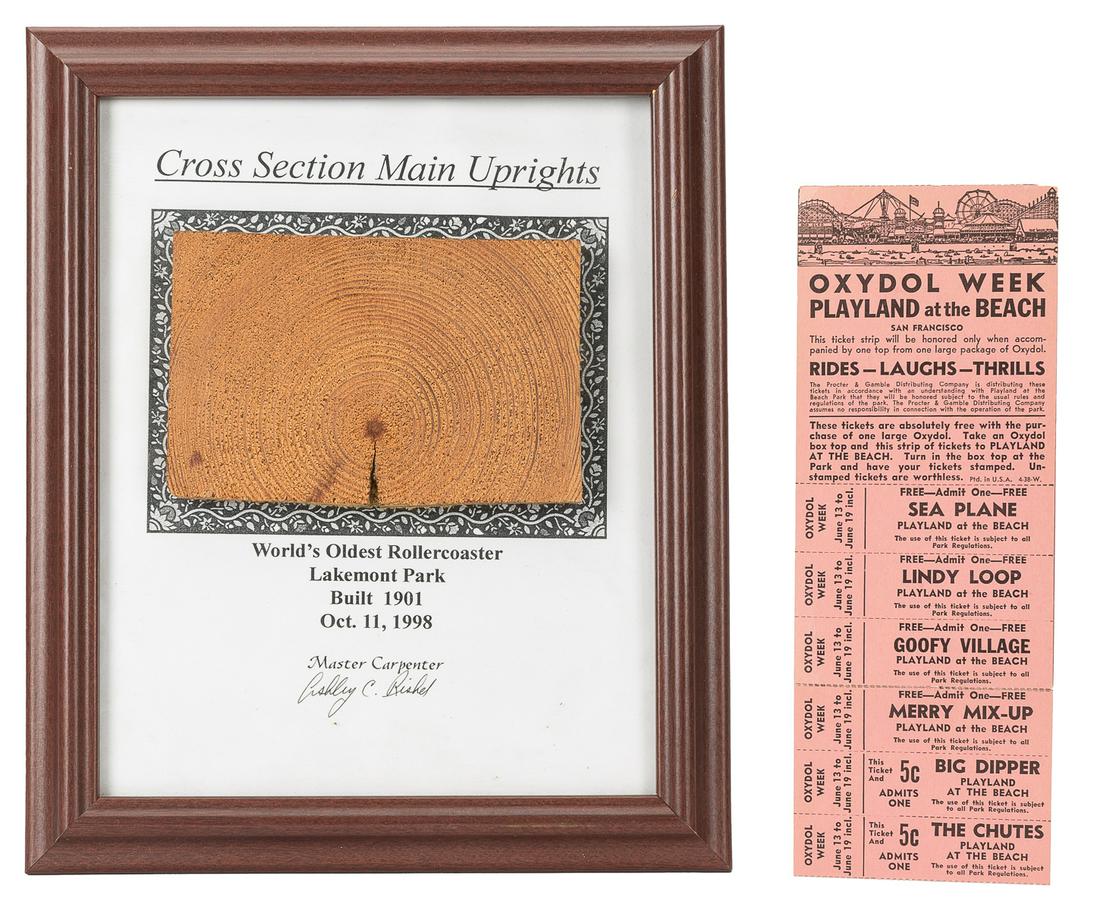 Cross Section Main Uprights
World's Oldest Rollercoaster
Lakemont Park
Built 1901
Oct. 11, 1998
Master Carpenter
Ashley C. Rishel
OXYDOL WEEK
PLAYLAND at the BEACH
SAN FRANCISCO
This ticket strip will be honored only when accom-
panied by one top from one large package of Oxydol.
RIDES – LAUGHS – THRILLS
The Procter & Gamble Distributing Company is distributing these
tickets in accordance with an understanding with Playland at the
Beach Park that they will be honored subject to the usual rules and
regulations of the park. The Procter & Gamble Distributing Company
assumes no responsibility in connection with the operation of the park.
These tickets are absolutely free with the pur-
chase of one large Oxydol. Take an Oxydol
box top and this strip of tickets to PLAYLAND
AT THE BEACH. Turn in the box top at the
Park and have your tickets stamped. Un-
stamped tickets are worthless. Ptd. in U.S.A. 4-38-W.
OXYDOL
WEEK
June 13 to
June 19 incl.
FREE—Admit One—FREE
SEA PLANE
PLAYLAND at the BEACH
The use of this ticket is subject to all
Park Regulations.
OXYDOL
WEEK
June 13 to
June 19 incl.
FREE—Admit One—FREE
LINDY LOOP
PLAYLAND at the BEACH
The use of this ticket is subject to all
Park Regulations.
OXYDOL
WEEK
June 13 to
June 19 incl.
FREE—Admit One—FREE
GOOFY VILLAGE
PLAYLAND at the BEACH
The use of this ticket is subject to all
Park Regulations.
OXYDOL
WEEK
June 13 to
June 19 incl.
FREE—Admit One—FREE
MERRY MIX-UP
PLAYLAND at the BEACH
The use of this ticket is subject to all
Park Regulations.
OXYDOL
WEEK
June 13 to
June 19 incl.
This
Ticket
And
5c
ADMITS
ONE
BIG DIPPER
PLAYLAND
AT THE BEACH
The use of this ticket is subject
to all Park Regulations.
OXYDOL
WEEK
June 13 to
June 19 incl.
This
Ticket
And
5c
ADMITS
ONE
THE CHUTES
PLAYLAND
AT THE BEACH
The use of this ticket is subject
to all Park Regulations.